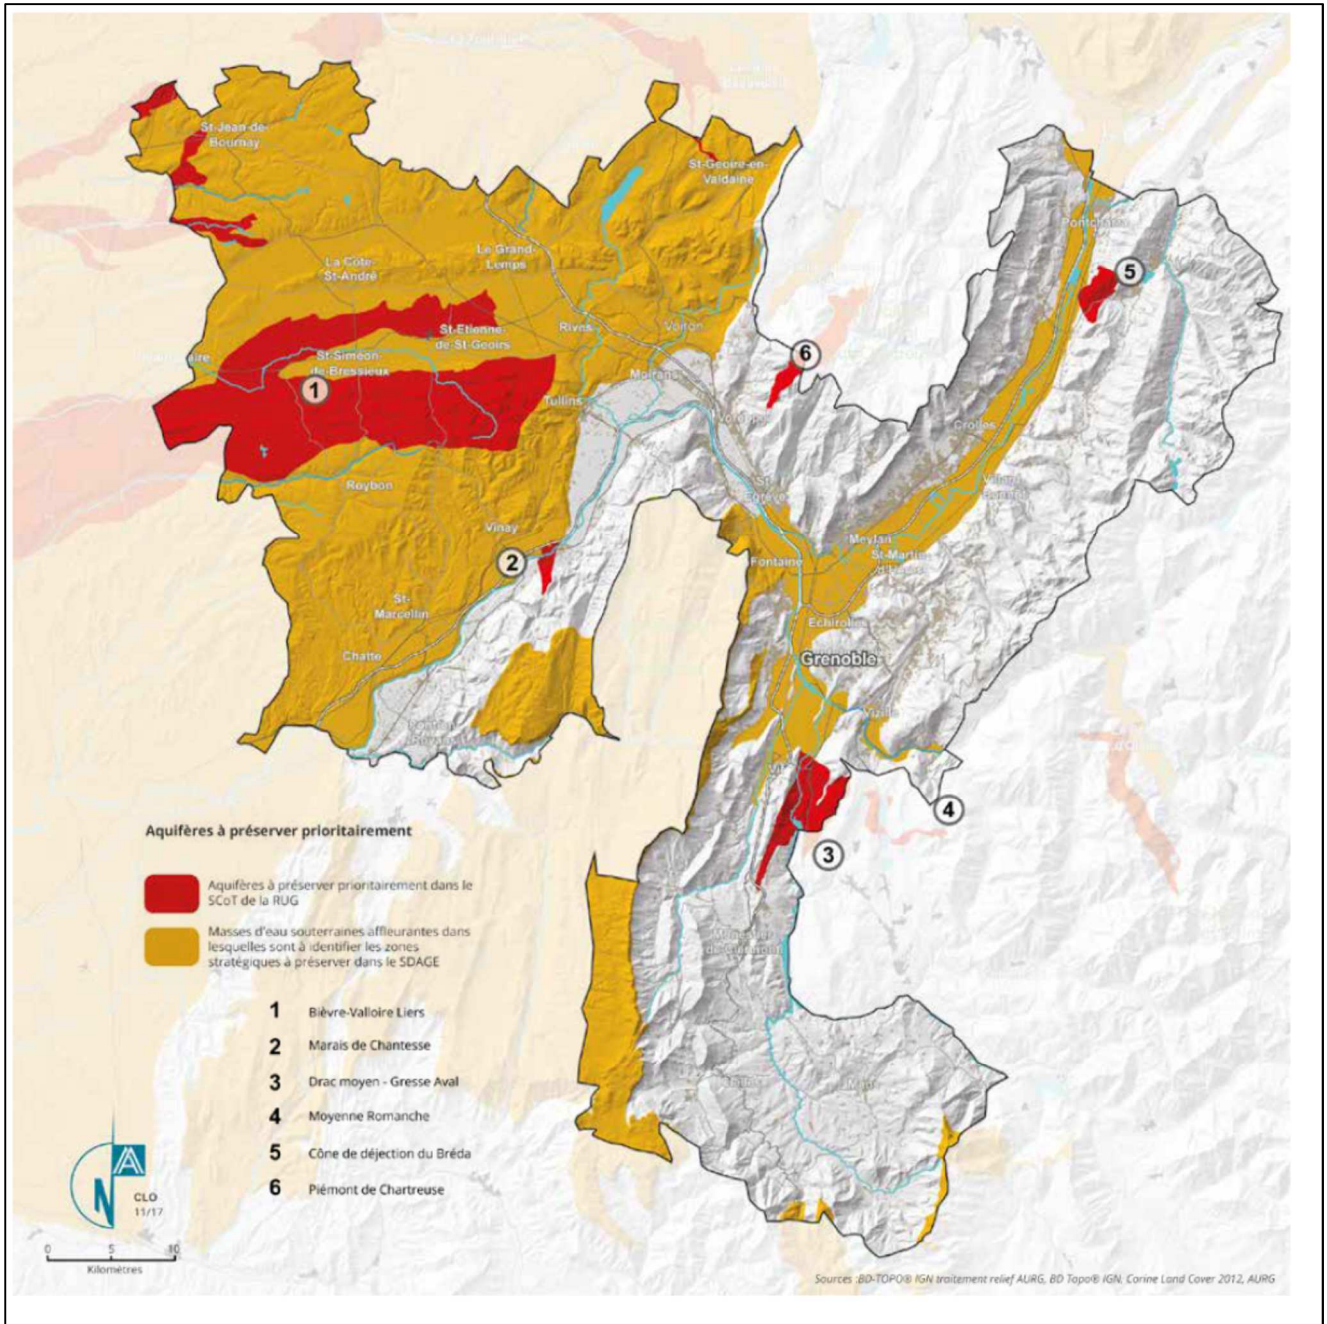 St-Jean-de-
Bournay
St-Geoire-en-
Valdaine
Pontcharra
Le Grand-
Lemps
La Côte-
St-André
5
St-Etienne-
de-St-Geoirs
Rives
Voiron
6
St-Siméon-
de-Bressieux
1
Moirans
Tullins
Crolles
Roybon
St-
Egrève
Vinay
Meylan
St-Martin-
2
Fontaine
St-
Marcellin
Echirolles
Chatte
Grenoble
Vizille
4
3
Aquifères à préserver prioritairement
Aquifères à préserver prioritairement dans le
SCoT de la RUG
Masses d'eau souterraines affleurantes dans
lesquelles sont à identifier les zones
stratégiques à préserver dans le SDAGE
1 Bièvre-Valloire Liers
2 Marais de Chantesse
3 Drac moyen - Gresse Aval
4 Moyenne Romanche
5 Cône de déjection du Bréda
6 Piémont de Chartreuse
N
CLO
11/17
0 5 10
Kilomètres
Sources :BD-TOPO® IGN traitement relief AURG, BD Topo® IGN, Corine Land Cover 2012, AURG